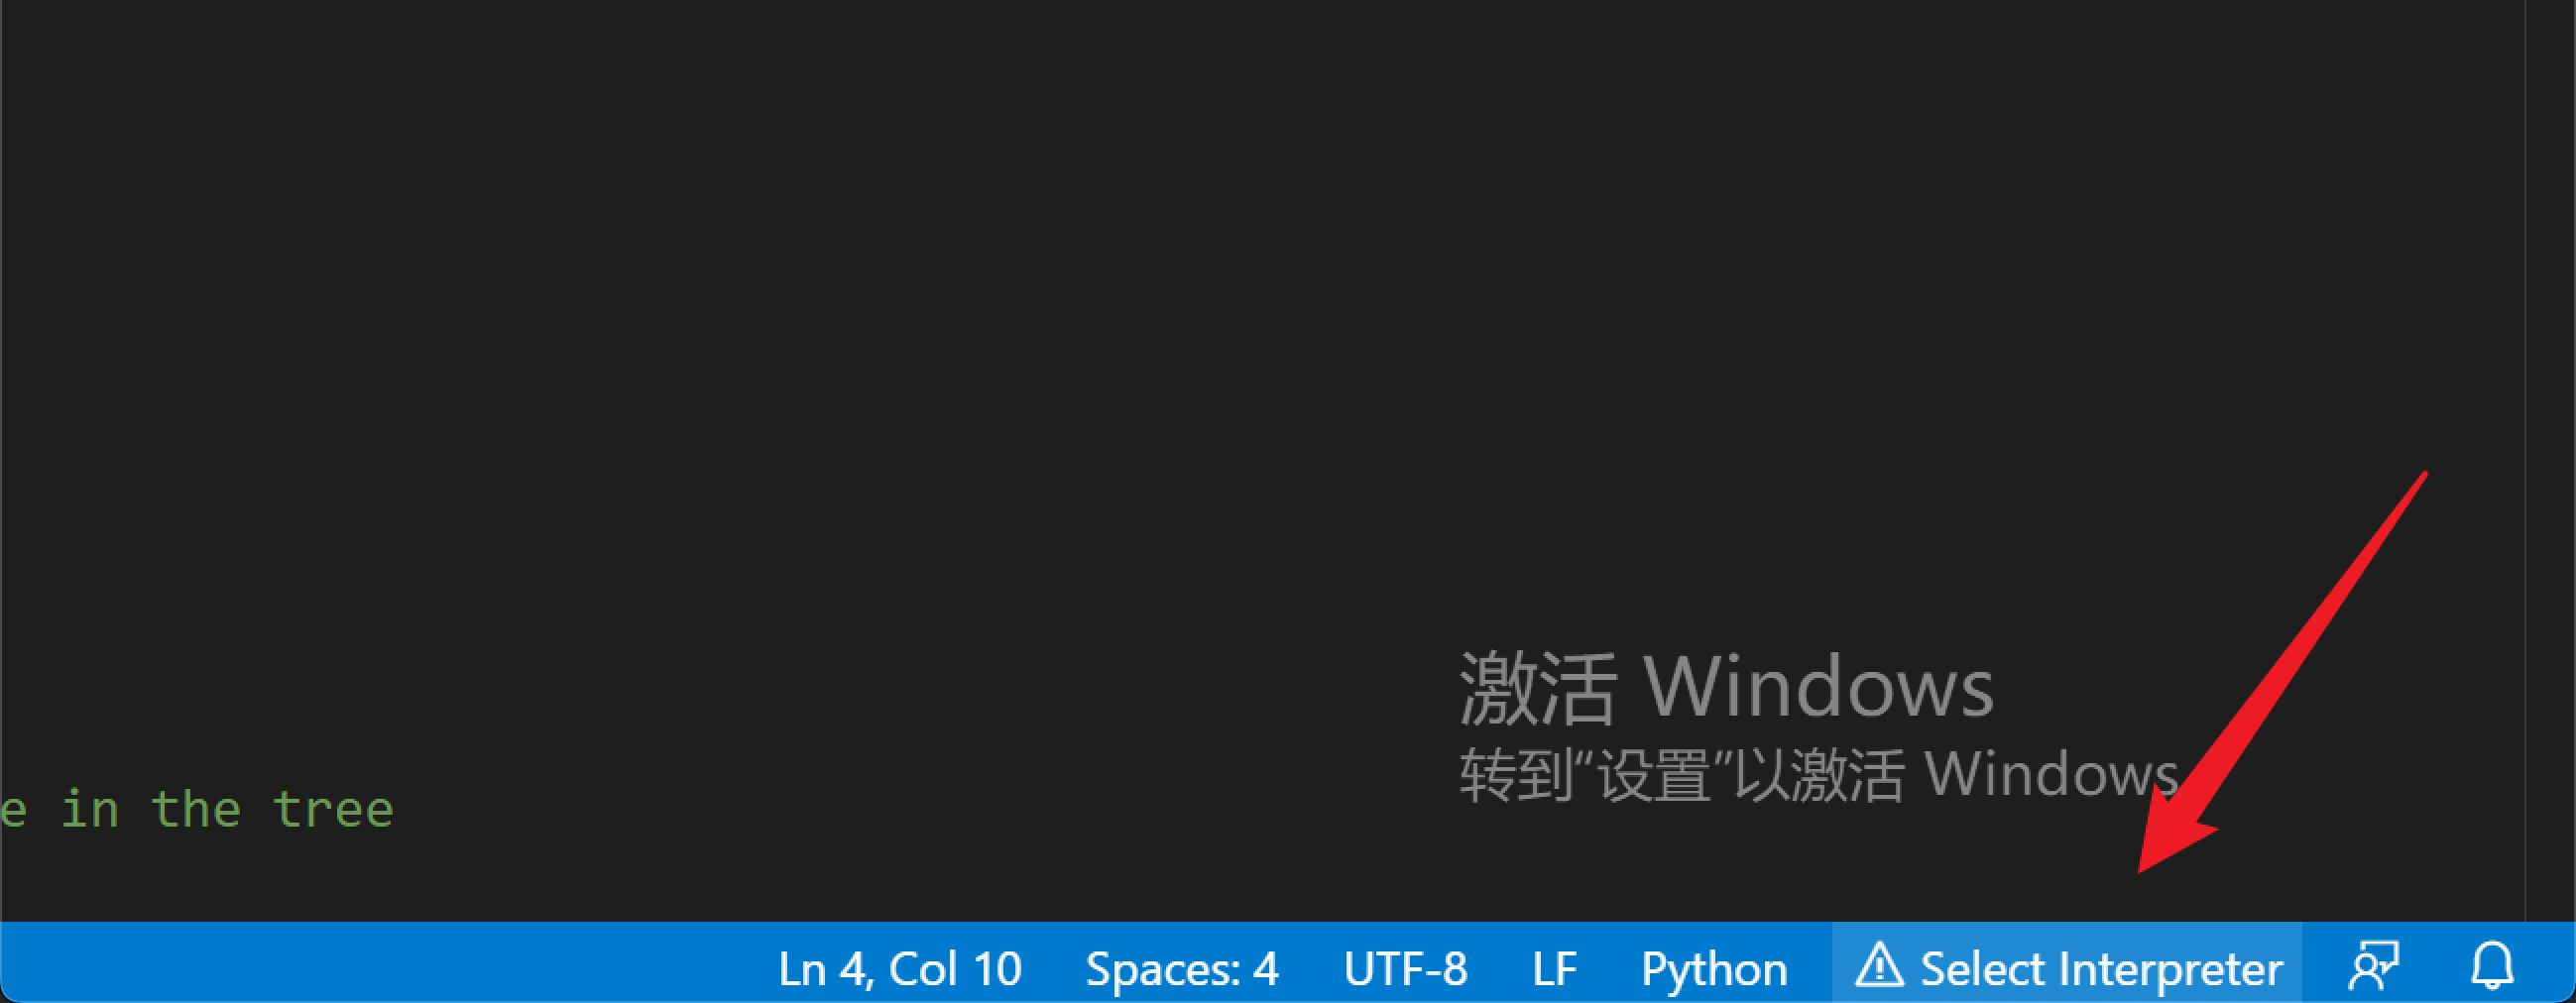 激活 Windows
转到“设置”以激活 Windows
e in the tree
Ln 4, Col 10 Spaces: 4 UTF-8 LF Python Select Interpreter